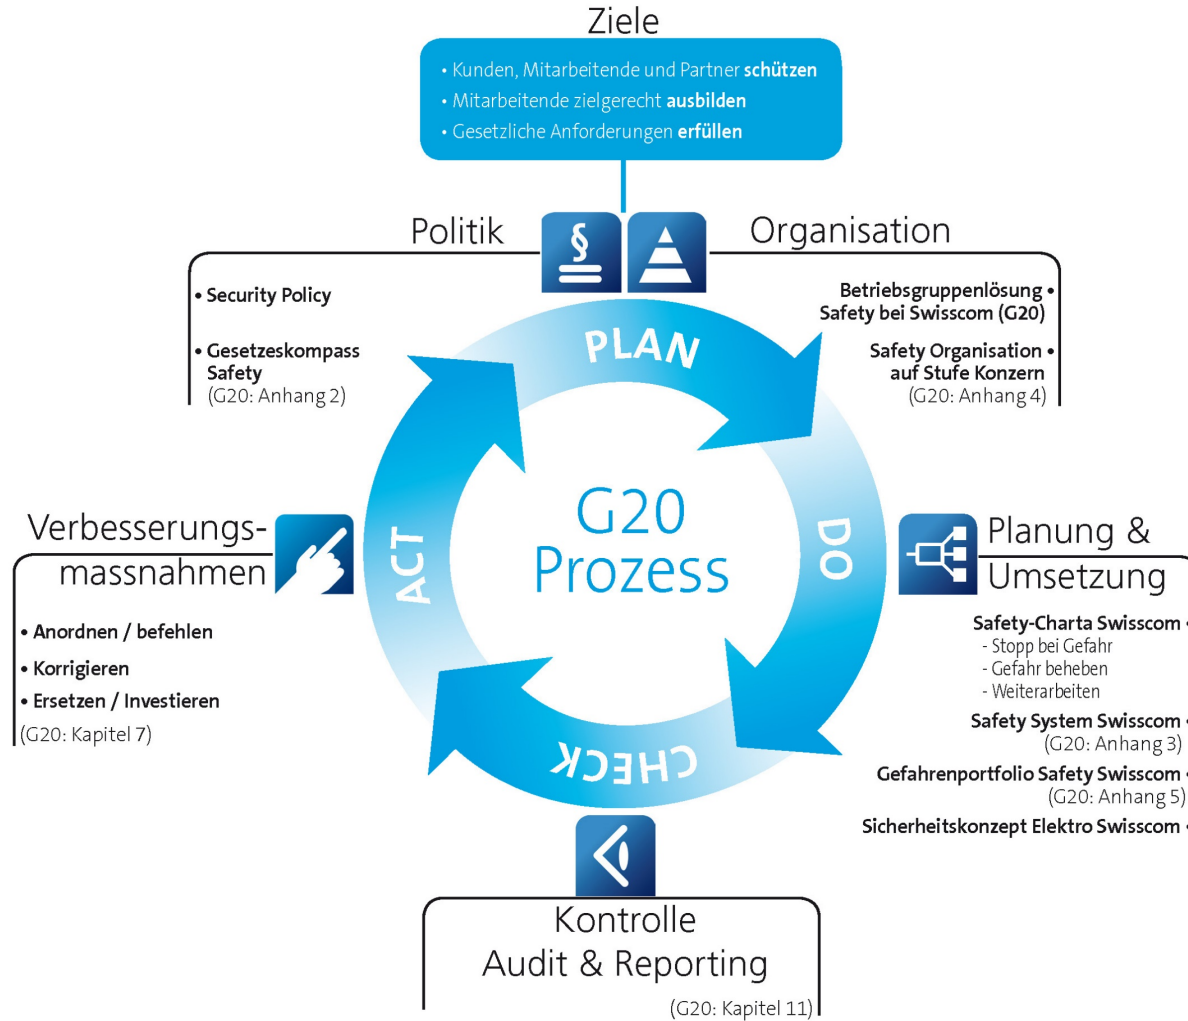 Ziele
• Kunden, Mitarbeitende und Partner schützen
• Mitarbeitende zielgerecht ausbilden
• Gesetzliche Anforderungen erfüllen
Politik
§
Organisation
• Security Policy
• Gesetzeskompass
Safety
(G20: Anhang 2)
Betriebsgruppenlösung •
Safety bei Swisscom (G20)
Safety Organisation •
auf Stufe Konzern
(G20: Anhang 4)
PLAN
DO
CHECK
ACT
G20
Prozess
Verbesserungs-
massnahmen
• Anordnen / befehlen
• Korrigieren
• Ersetzen / Investieren
(G20: Kapitel 7)
Planung &
Umsetzung
Safety-Charta Swisscom •
- Stopp bei Gefahr
- Gefahr beheben
- Weiterarbeiten
Safety System Swisscom •
(G20: Anhang 3)
Gefahrenportfolio Safety Swisscom •
(G20: Anhang 5)
Sicherheitskonzept Elektro Swisscom •
Kontrolle
Audit & Reporting
(G20: Kapitel 11)